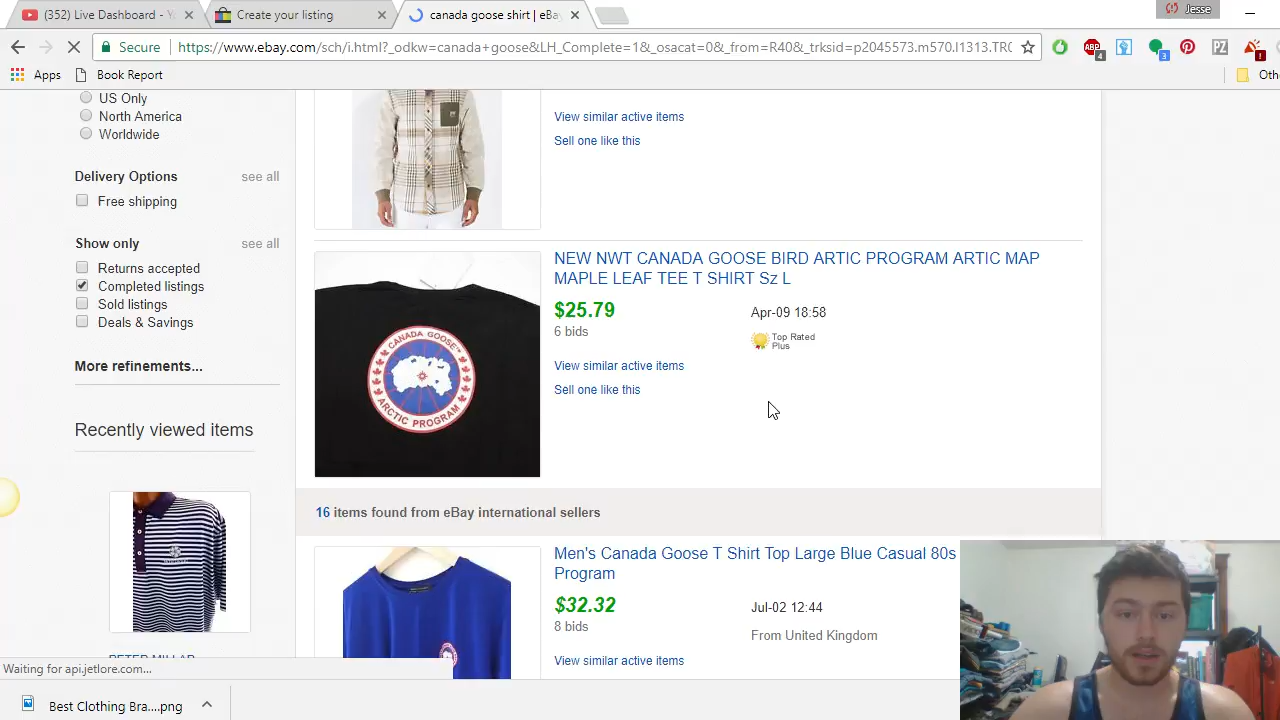 (352) Live Dashboard - Y
Create your listing
canada goose shirt | eBa
Jesse
Secure
https://www.ebay.com/sch/i.html?_odkw=canada+goose&LH_Complete=1&_osacat=0&_from=R40&_trksid=p2045573.m570.l1313.TR0
ABP
4
3
PZ
!
Apps
Book Report
Othe
US Only
North America
Worldwide
View similar active items
Sell one like this
Delivery Options
see all
Free shipping
Show only
see all
Returns accepted
Completed listings
Sold listings
Deals & Savings
More refinements...
Recently viewed items
NEW NWT CANADA GOOSE BIRD ARTIC PROGRAM ARTIC MAP
MAPLE LEAF TEE T SHIRT Sz L
$25.79
Apr-09 18:58
6 bids
Top Rated
Plus
View similar active items
Sell one like this
CANADA GOOSE
ARCTIC PROGRAM
16 items found from eBay international sellers
Men's Canada Goose T Shirt Top Large Blue Casual 80s
Program
$32.32
Jul-02 12:44
8 bids
From United Kingdom
View similar active items
PETER MILLAR
Waiting for api.jetlore.com...
Best Clothing Bra....png